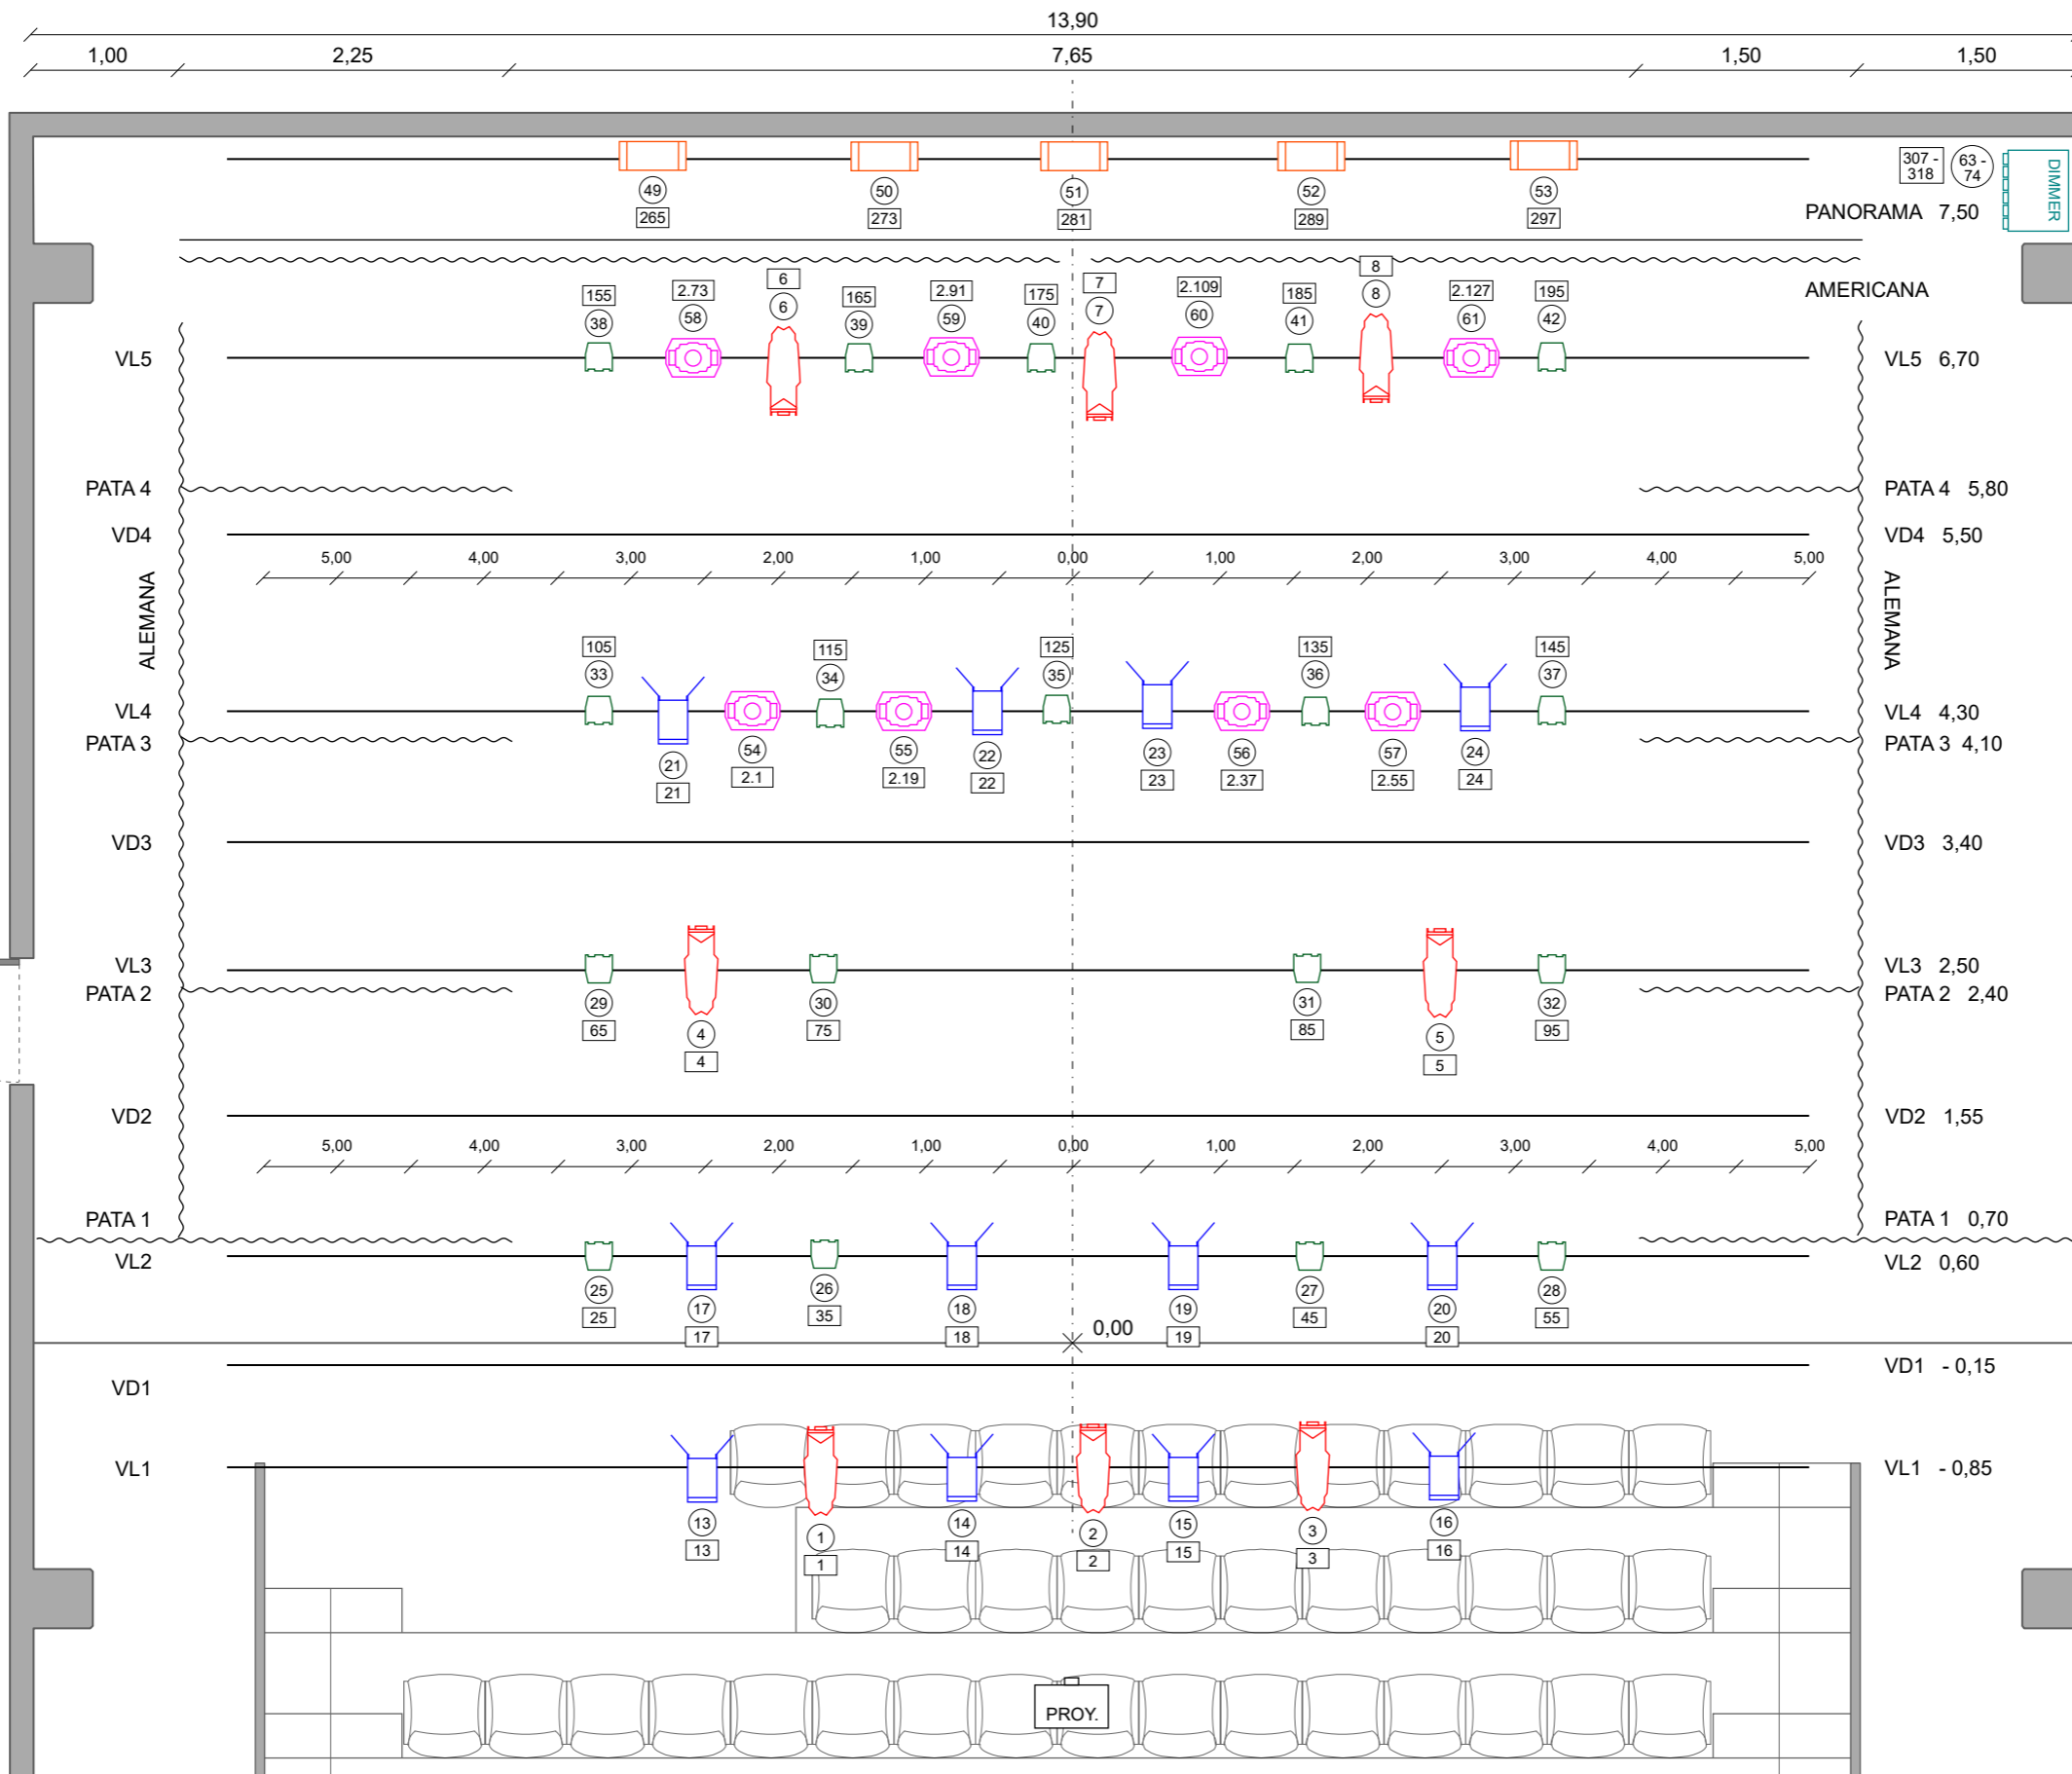 13,90
1,00 2,25 7,65 1,50 1,50
49 50 51 52 53
265 273 281 289 297
307 - 318 63 - 74 DIMMER
PANORAMA 7,50
AMERICANA
155 2.73 6 165 2.91 175 7 2.109 185 8 2.127 195
38 58 6 39 59 40 7 60 41 8 61 42
VL5 VL5 6,70
PATA 4 PATA 4 5,80
VD4 VD4 5,50
5,00 4,00 3,00 2,00 1,00 0,00 1,00 2,00 3,00 4,00 5,00
ALEMANA ALEMANA
105 115 125 135 145
33 34 35 36 37
VL4 VL4 4,30
PATA 3 PATA 3 4,10
21 54 55 22 23 56 57 24
21 2.1 2.19 22 23 2.37 2.55 24
VD3 VD3 3,40
VL3 VL3 2,50
PATA 2 PATA 2 2,40
29 4 30 31 5 32
65 4 75 85 5 95
VD2 VD2 1,55
5,00 4,00 3,00 2,00 1,00 0,00 1,00 2,00 3,00 4,00 5,00
PATA 1 PATA 1 0,70
VL2 VL2 0,60
25 17 26 18 19 27 20 28
25 17 35 18 19 45 20 55
0,00
VD1 VD1 - 0,15
VL1 VL1 - 0,85
13 1 14 2 15 3 16
13 1 14 2 15 3 16
PROY.